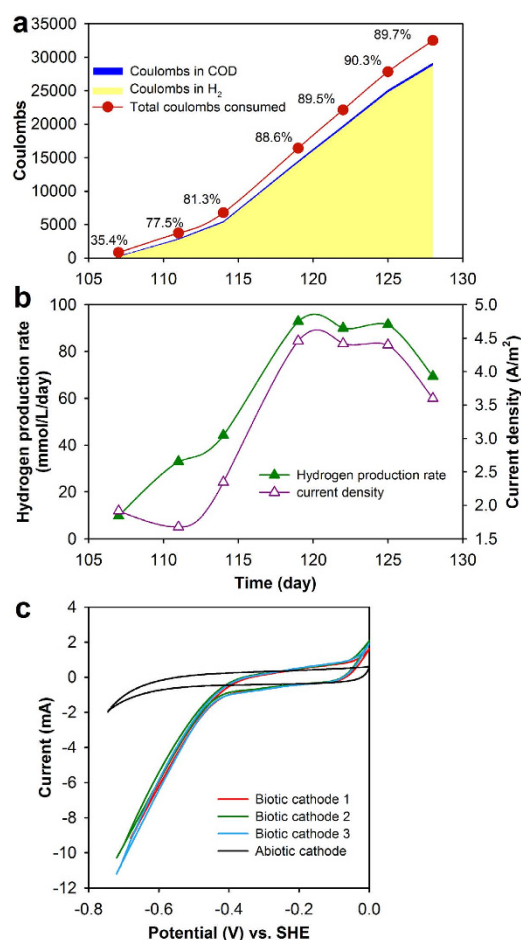 a
35000
30000
25000
20000
15000
10000
5000
0
Coulombs
Coulombs in COD
Coulombs in H₂
Total coulombs consumed
35.4%
77.5%
81.3%
88.6%
89.5%
90.3%
89.7%
105 110 115 120 125 130
b
100
80
60
40
20
0
Hydrogen production rate
(mmol/L/day)
5.0
4.5
4.0
3.5
3.0
2.5
2.0
1.5
Current density (A/m²)
Hydrogen production rate
current density
105 110 115 120 125 130
Time (day)
c
4
2
0
-2
-4
-6
-8
-10
-12
Current (mA)
Biotic cathode 1
Biotic cathode 2
Biotic cathode 3
Abiotic cathode
-0.8 -0.6 -0.4 -0.2 0.0
Potential (V) vs. SHE